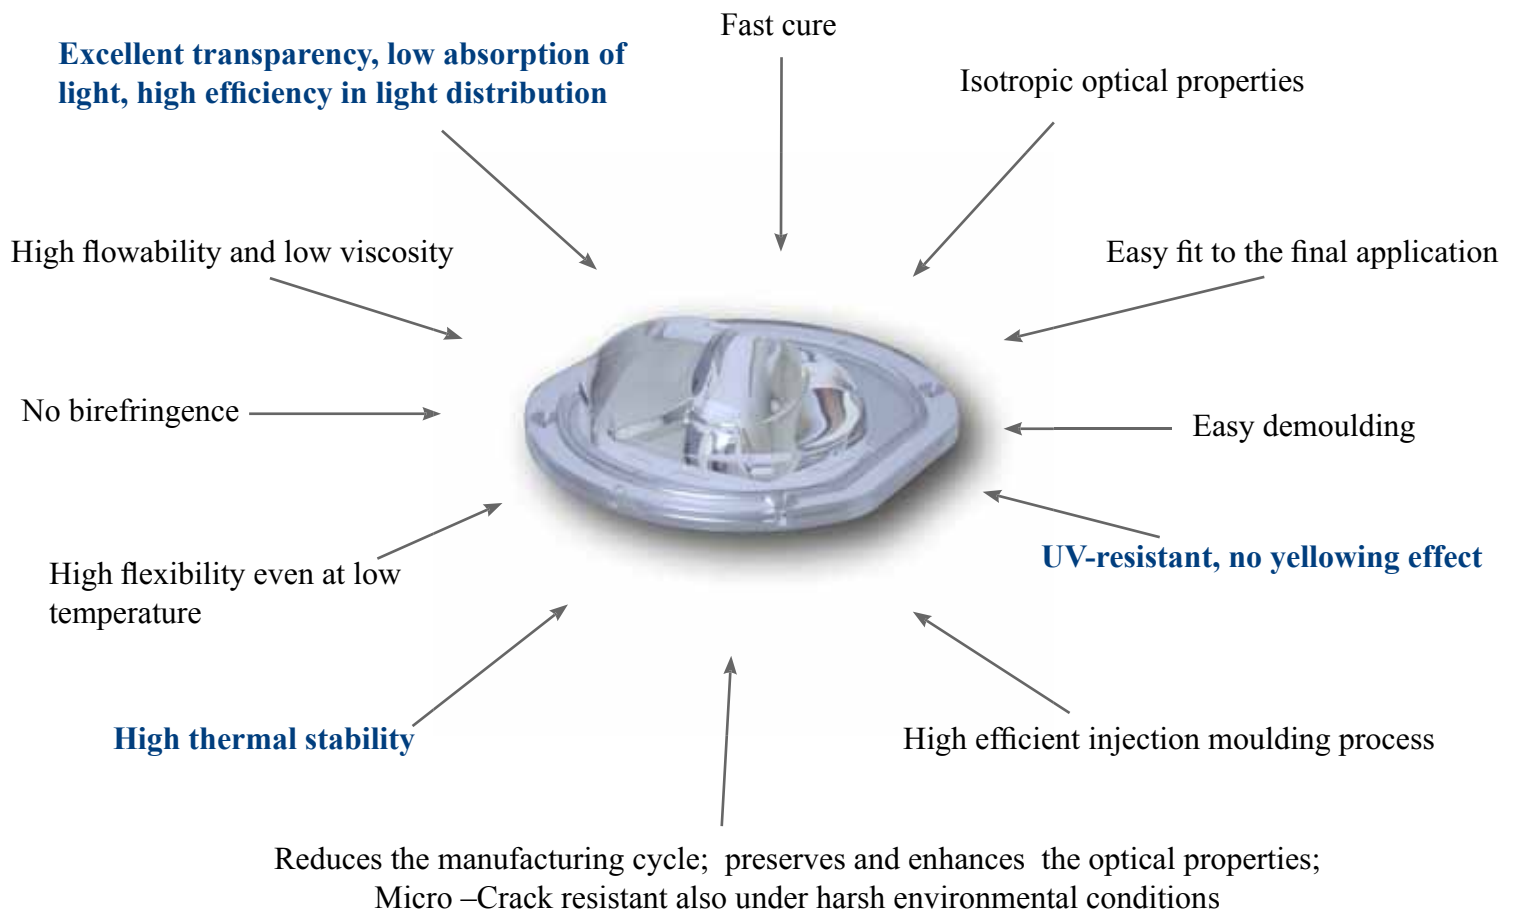 Fast cure
Excellent transparency, low absorption of
light, high efficiency in light distribution
Isotropic optical properties
High flowability and low viscosity
Easy fit to the final application
No birefringence
Easy demoulding
UV-resistant, no yellowing effect
High flexibility even at low
temperature
High thermal stability
High efficient injection moulding process
Reduces the manufacturing cycle;  preserves and enhances  the optical properties;
Micro –Crack resistant also under harsh environmental conditions